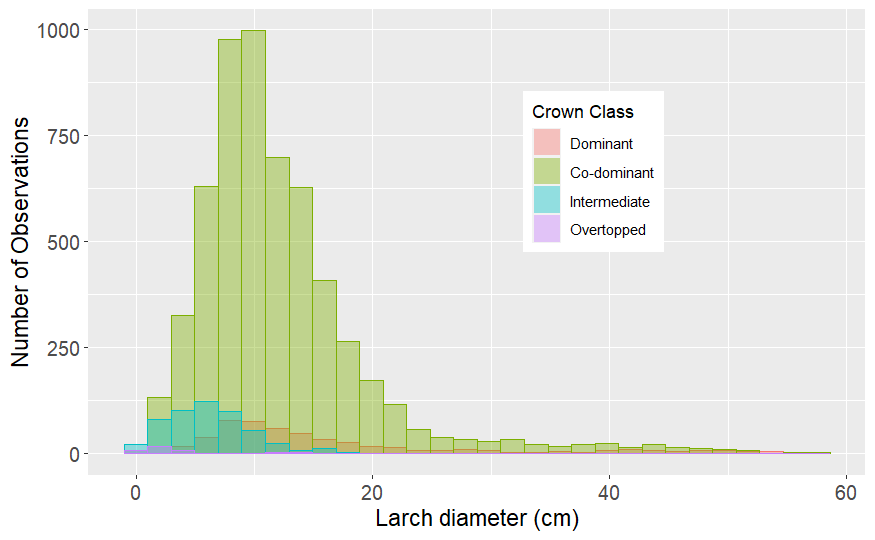 1000
750
500
250
0
Number of Observations
Crown Class
Dominant
Co-dominant
Intermediate
Overtopped
0 20 40 60
Larch diameter (cm)